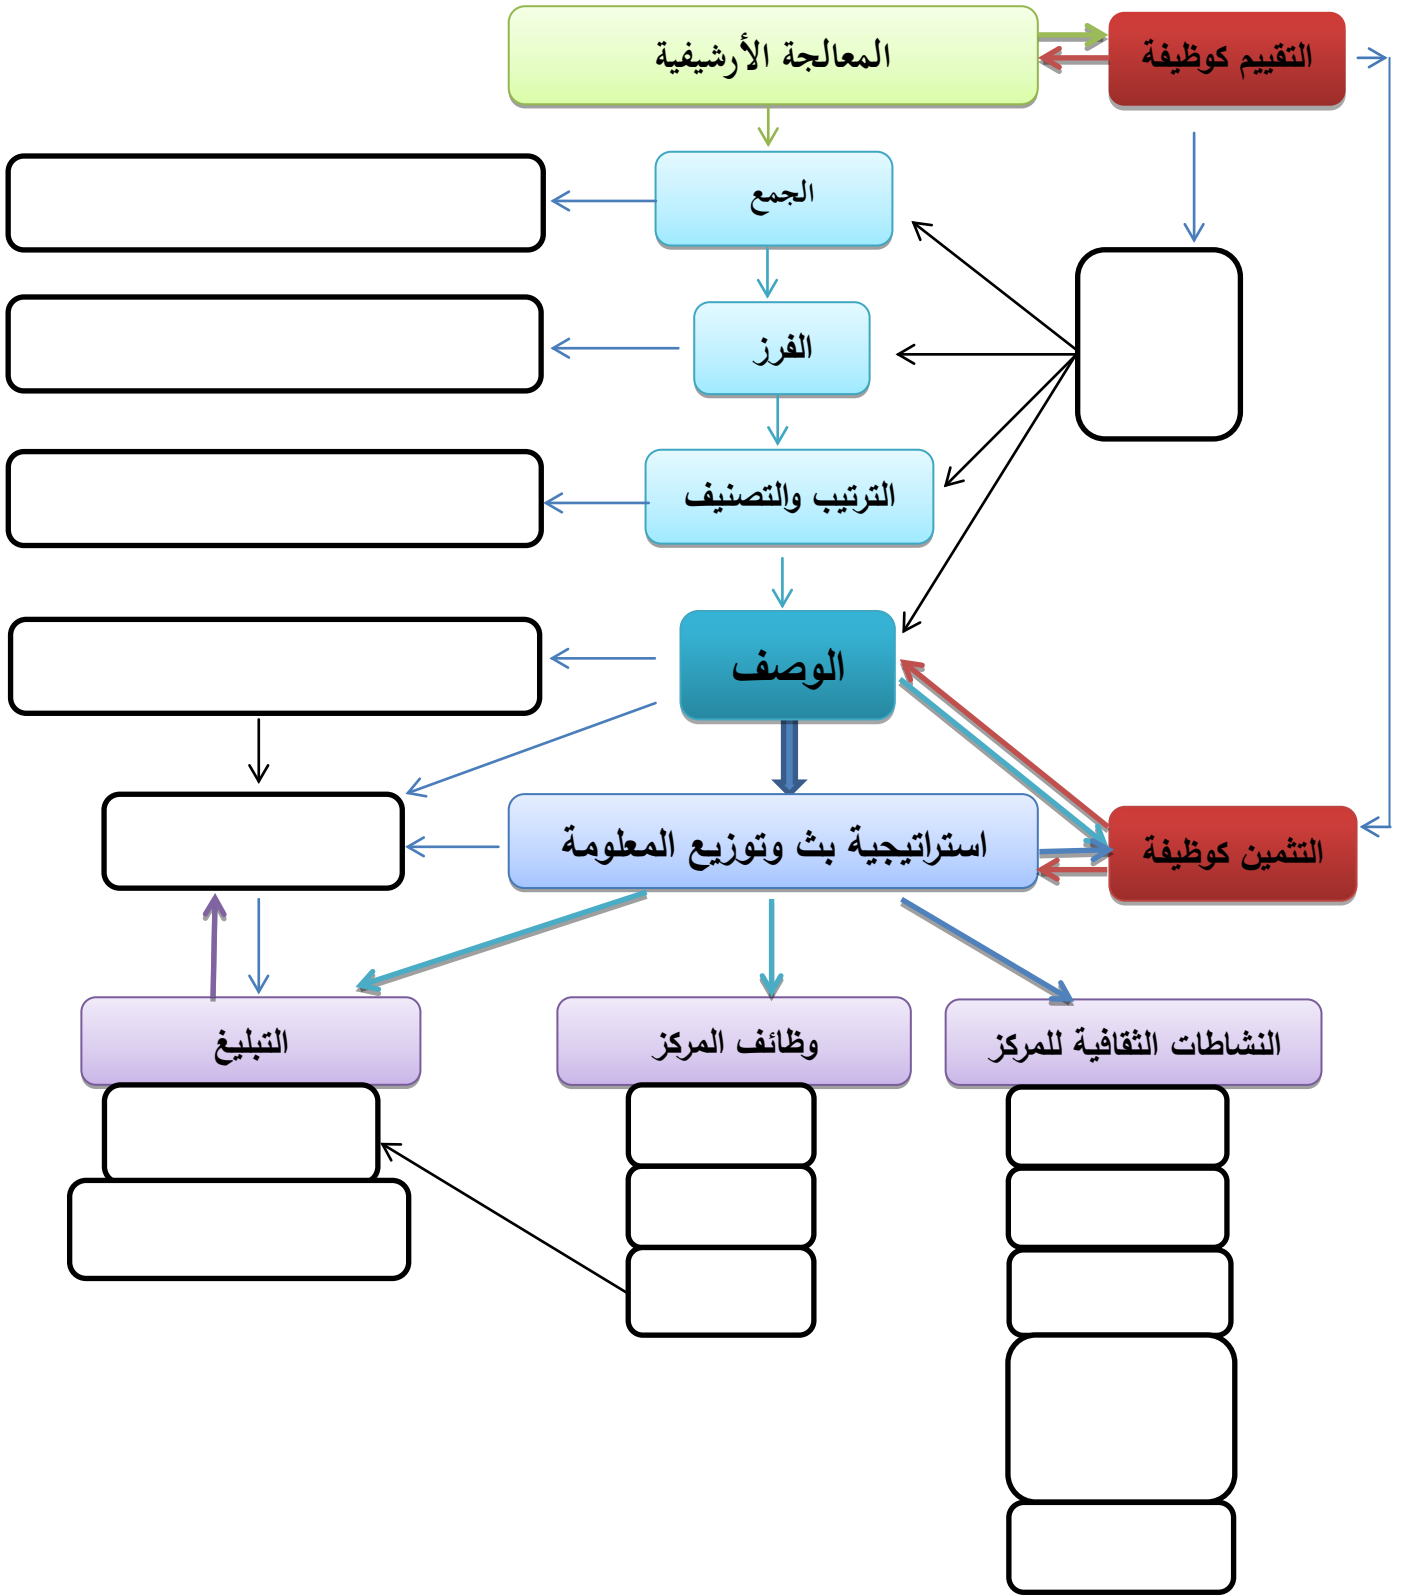 المعالجة الأرشيفية
التقييم كوظيفة
الجمع
الفرز
الترتيب والتصنيف
الوصف
استراتيجية بث وتوزيع المعلومة
التثمين كوظيفة
النشاطات الثقافية للمركز
وظائف المركز
التبليغ